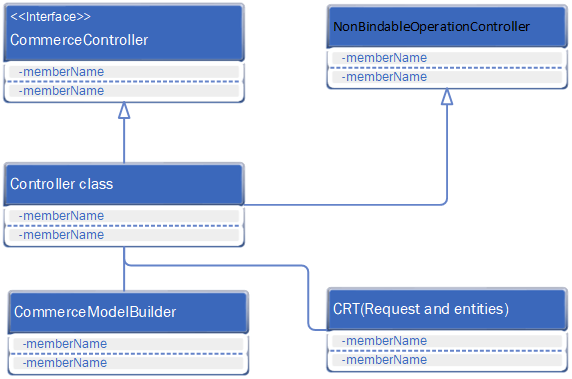 <<Interface>>
CommerceController
-memberName
-memberName
NonBindableOperationController
-memberName
-memberName
Controller class
-memberName
-memberName
CommerceModelBuilder
-memberName
-memberName
CRT(Request and entities)
-memberName
-memberName